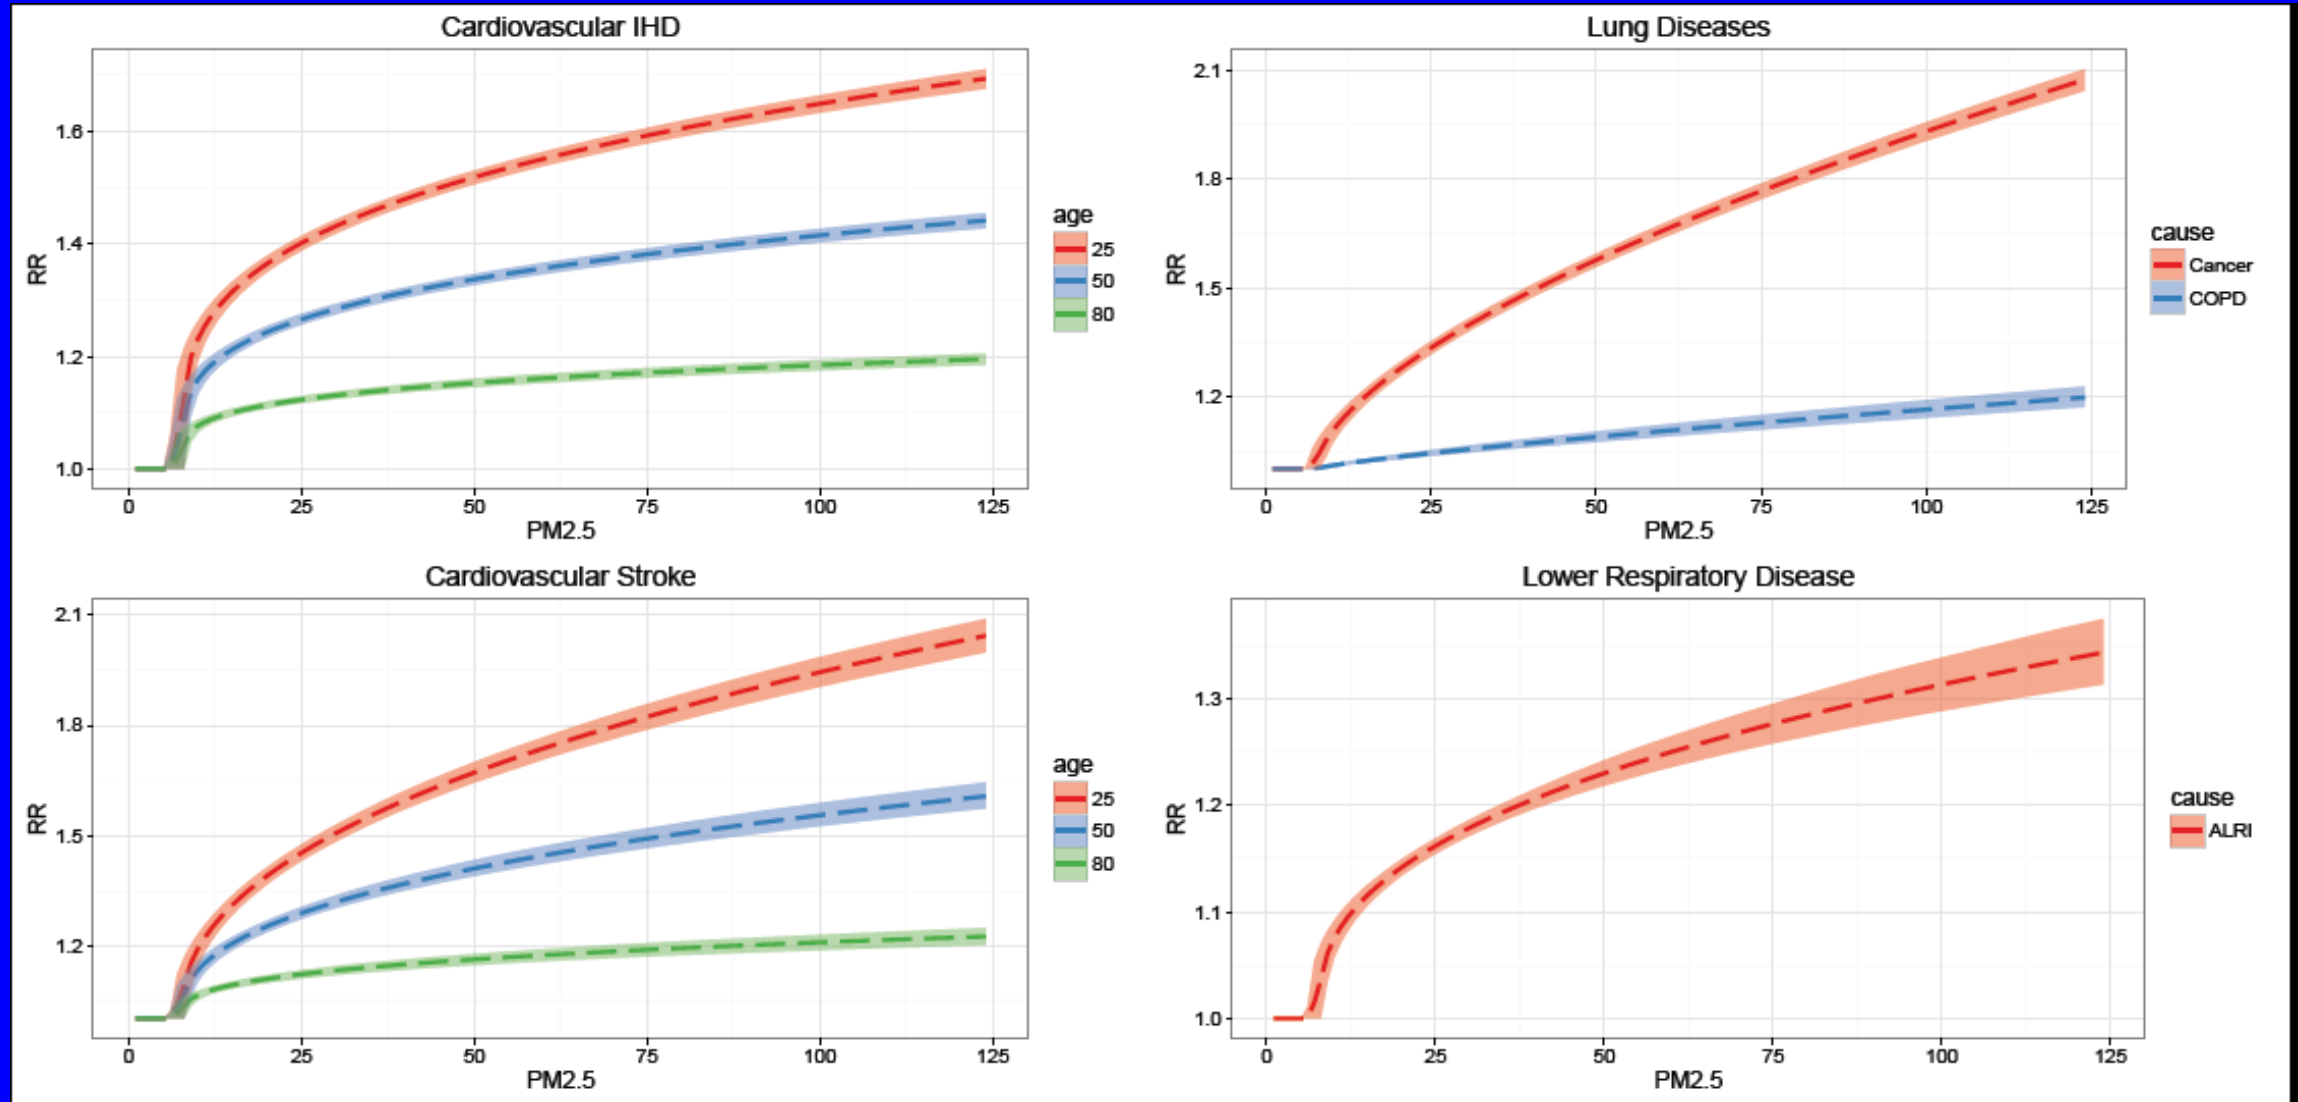 Cardiovascular IHD
RR
1.6
1.4
1.2
1.0
0 25 50 75 100 125
PM2.5
age
25
50
80
Lung Diseases
RR
2.1
1.8
1.5
1.2
0 25 50 75 100 125
PM2.5
cause
Cancer
COPD
Cardiovascular Stroke
RR
2.1
1.8
1.5
1.2
0 25 50 75 100 125
PM2.5
age
25
50
80
Lower Respiratory Disease
RR
1.3
1.2
1.1
1.0
0 25 50 75 100 125
PM2.5
cause
ALRI